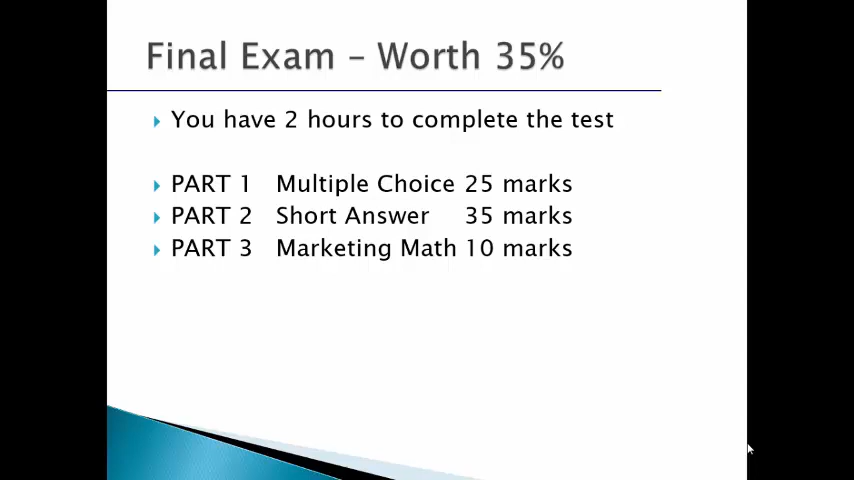 Final Exam – Worth 35%
You have 2 hours to complete the test
PART 1 Multiple Choice 25 marks
PART 2 Short Answer 35 marks
PART 3 Marketing Math 10 marks